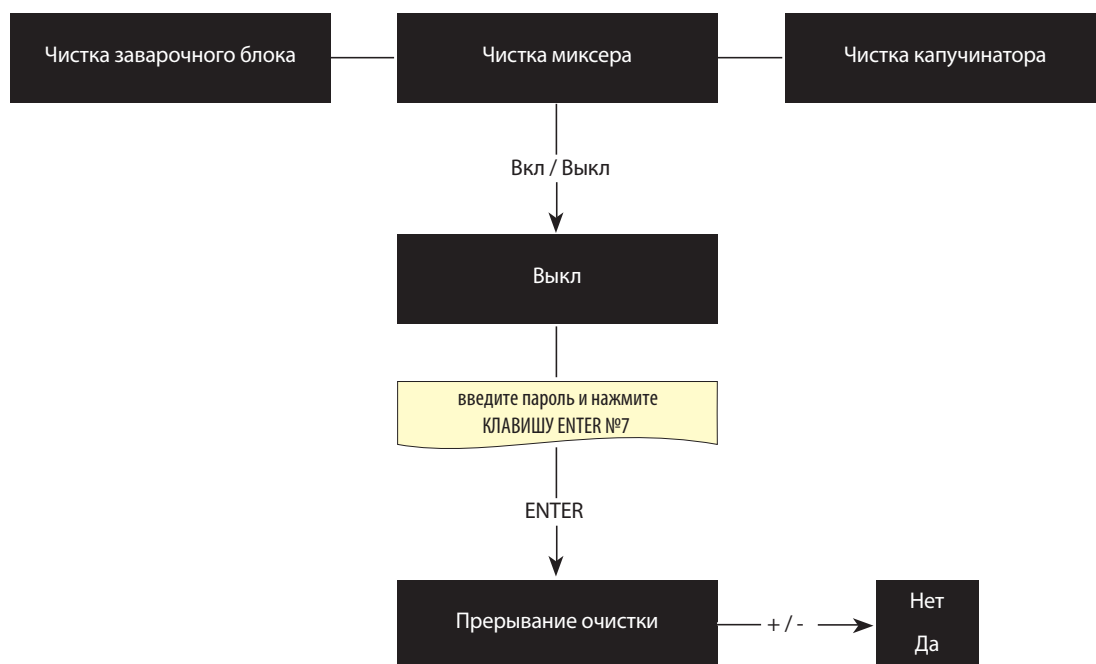 Чистка заварочного блока
Чистка миксера
Чистка капучинатора
Вкл / Выкл
Выкл
введите пароль и нажмите
КЛАВИШУ ENTER №7
ENTER
Прерывание очистки
+ / -
Нет
Да